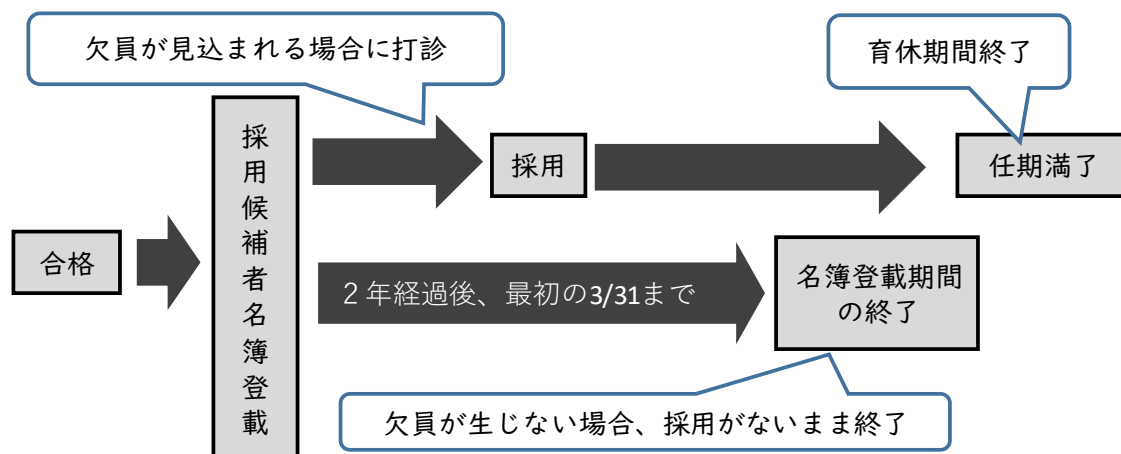 欠員が見込まれる場合に打診
育休期間終了
採用候補者名簿登載
採用
任期満了
合格
2年経過後、最初の3/31まで
名簿登載期間
の終了
欠員が生じない場合、採用がないまま終了